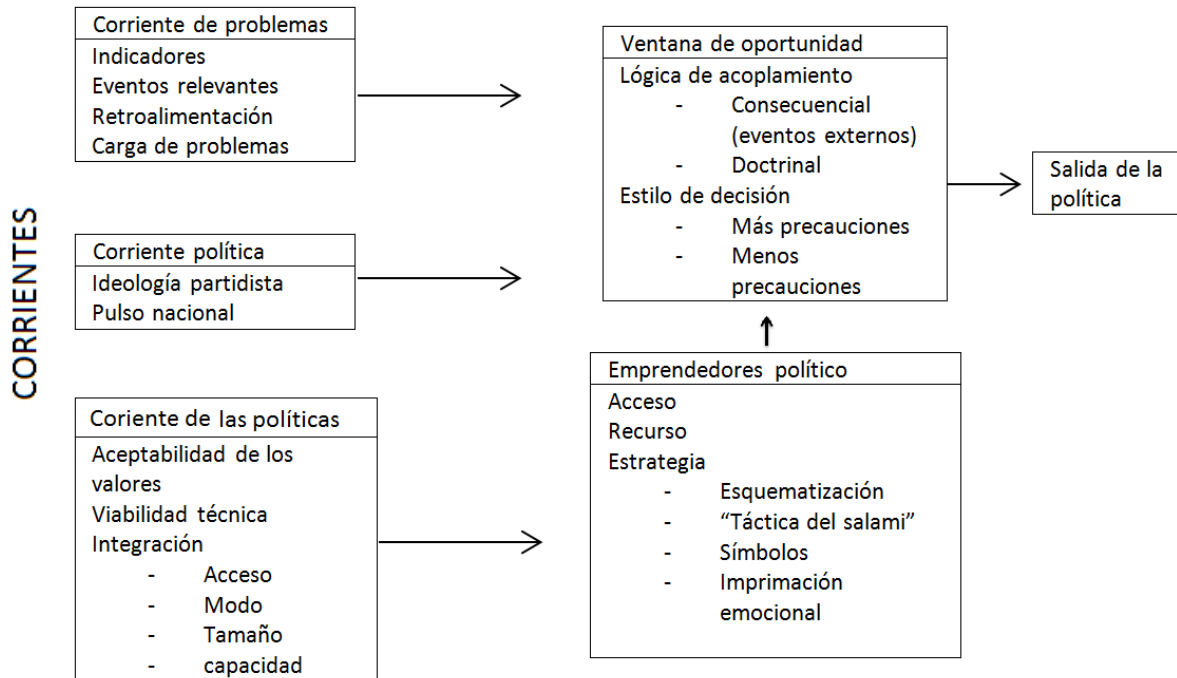 CORRIENTES
Corriente de problemas
Indicadores
Eventos relevantes
Retroalimentación
Carga de problemas
Corriente política
Ideología partidista
Pulso nacional
Coriente de las políticas
Aceptabilidad de los
valores
Viabilidad técnica
Integración
- Acceso
- Modo
- Tamaño
- capacidad
Ventana de oportunidad
Lógica de acoplamiento
- Consecuencial
(eventos externos)
- Doctrinal
Estilo de decisión
- Más precauciones
- Menos
precauciones
Emprendedores político
Acceso
Recurso
Estrategia
- Esquematización
- “Táctica del salami”
- Símbolos
- Imprimación
emocional
Salida de la
política